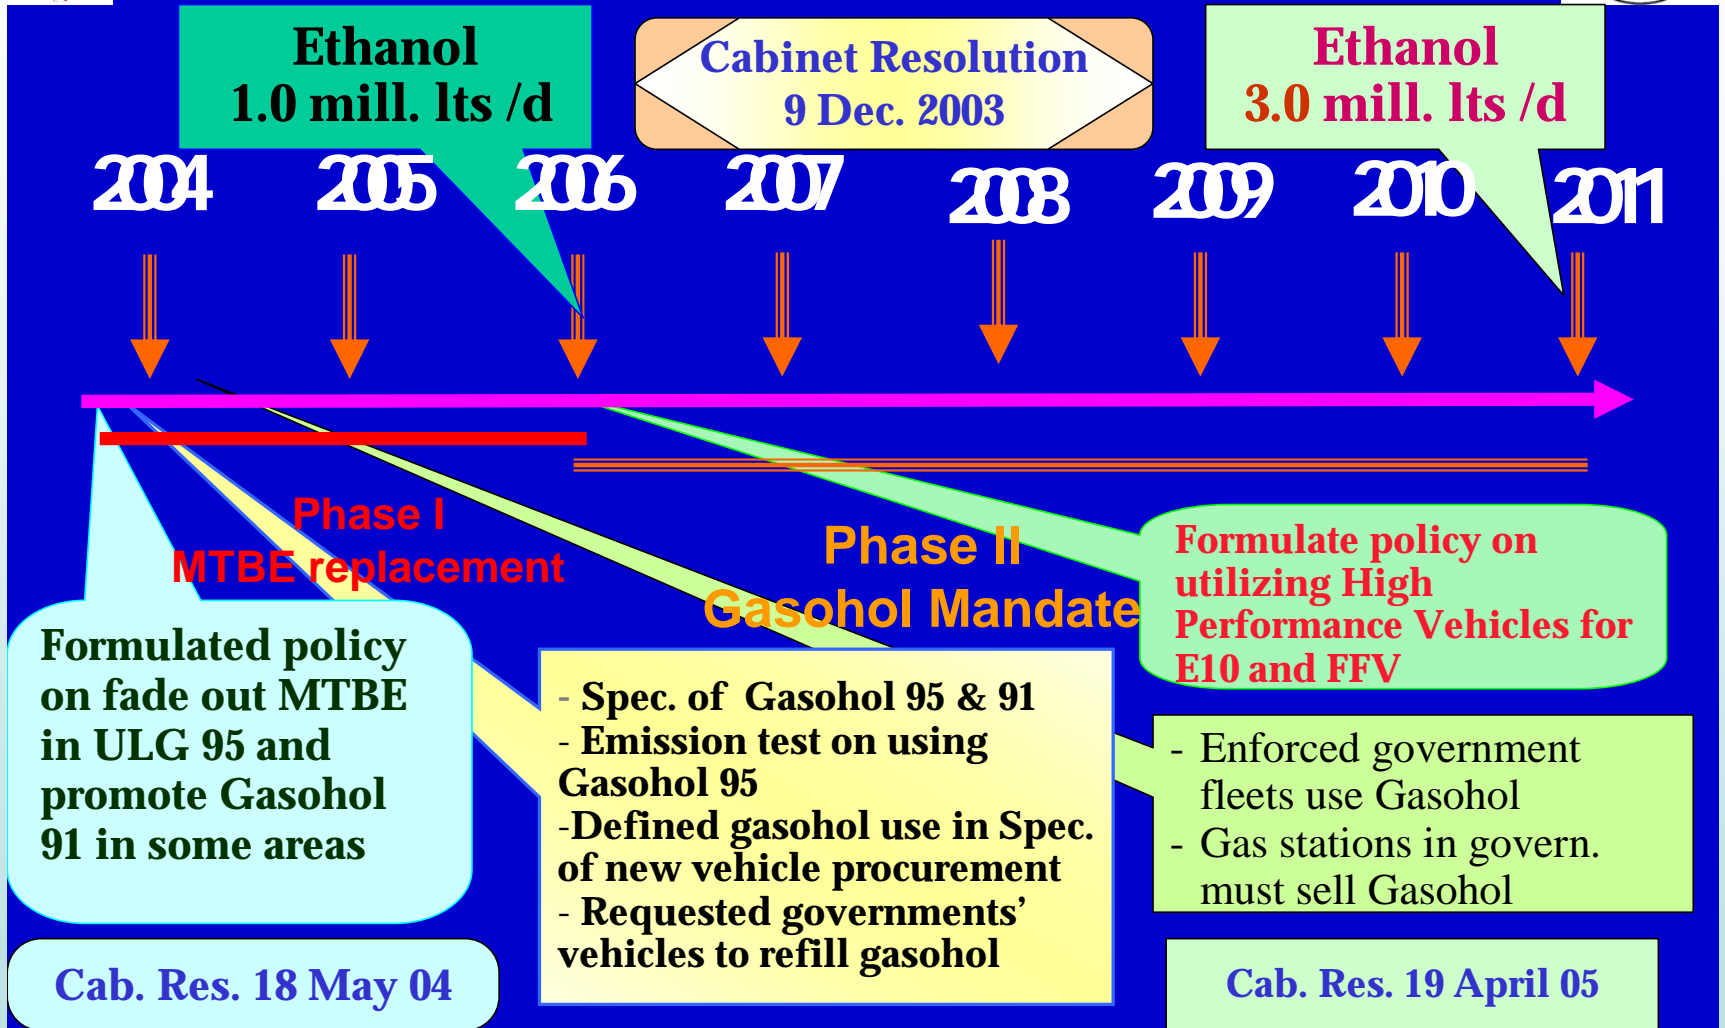 Ethanol
1.0 mill. lts /d
Cabinet Resolution
9 Dec. 2003
Ethanol
3.0 mill. lts /d
2004 2005 2006 2007 2008 2009 2010 2011
Phase I
MTBE replacement
Phase II
Gasohol Mandate
Formulate policy on
utilizing High
Performance Vehicles for
E10 and FFV
Formulated policy
on fade out MTBE
in ULG 95 and
promote Gasohol
91 in some areas
- Spec. of Gasohol 95 & 91
- Emission test on using
Gasohol 95
-Defined gasohol use in Spec.
of new vehicle procurement
- Requested governments’
vehicles to refill gasohol
- Enforced government
fleets use Gasohol
- Gas stations in govern.
must sell Gasohol
Cab. Res. 18 May 04
Cab. Res. 19 April 05